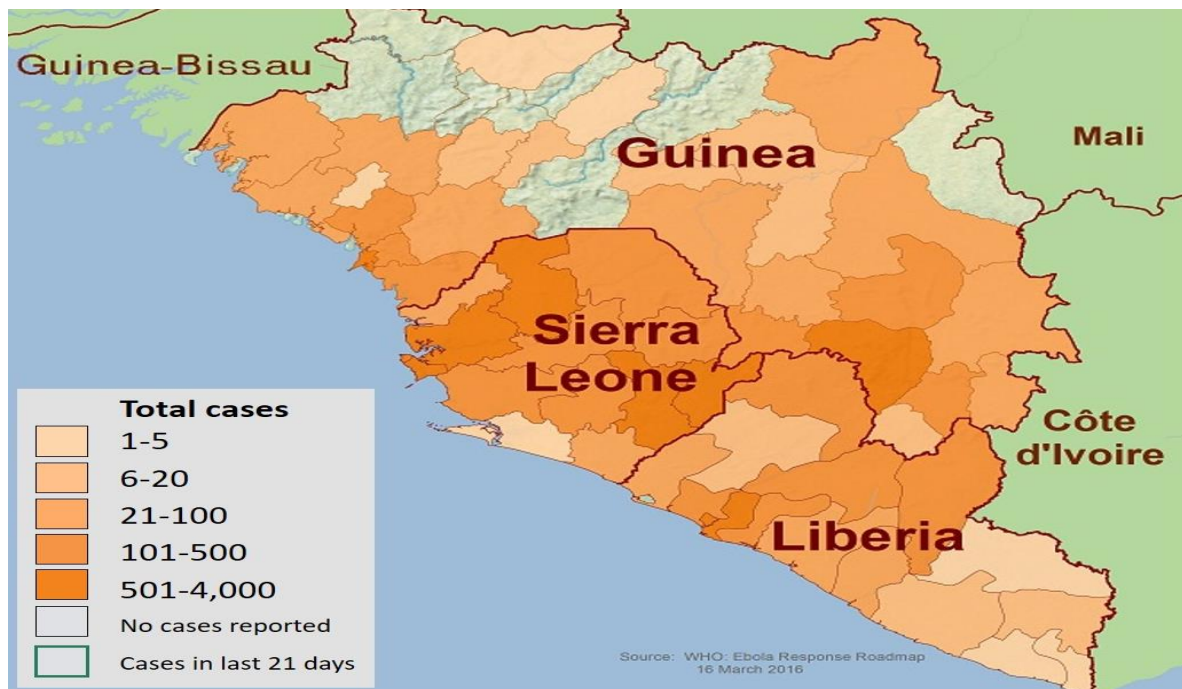 Guinea-Bissau
Mali
Guinea
Sierra
Leone
Côte
d'Ivoire
Liberia
Total cases
1-5
6-20
21-100
101-500
501-4,000
No cases reported
Cases in last 21 days
Source: WHO: Ebola Response Roadmap
16 March 2016